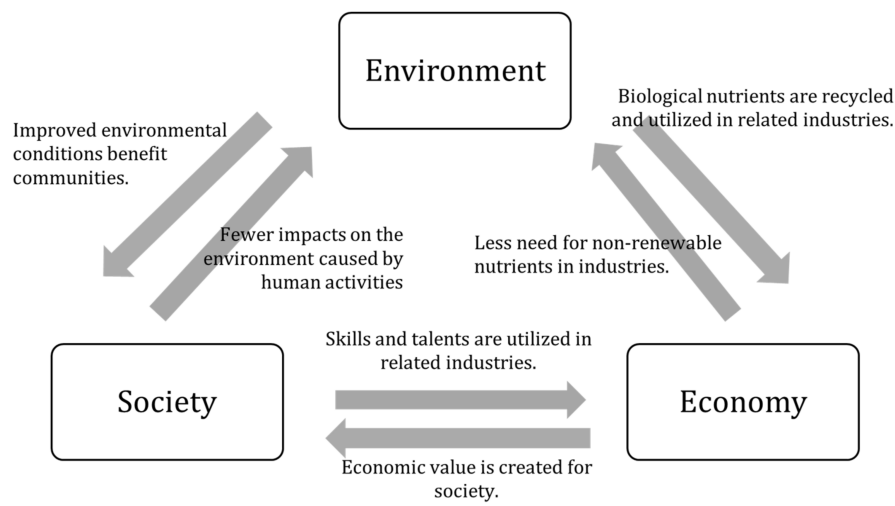 Environment
Biological nutrients are recycled
and utilized in related industries.
Improved environmental
conditions benefit
communities.
Fewer impacts on the
environment caused by
human activities
Less need for non-renewable
nutrients in industries.
Skills and talents are utilized in
related industries.
Society
Economy
Economic value is created for
society.